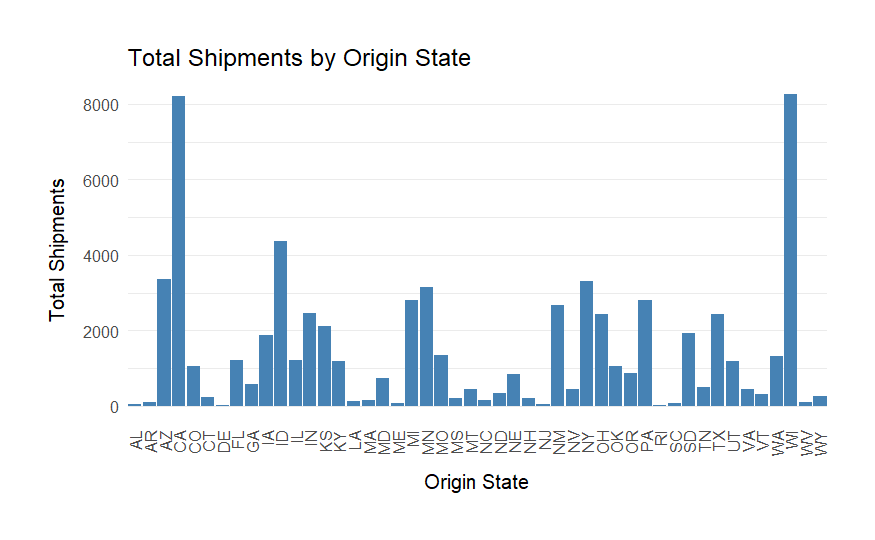 Total Shipments by Origin State
8000
6000
4000
2000
0
Total Shipments
AL AR AZ CA CO CT DE FL GA IA ID IL IN KS KY LA MA MD ME MI MN MO MS MT NC ND NE NH NJ NM NV NY OH OK OR PA RI SC SD TN TX UT VA VT WA WI WV WY
Origin State